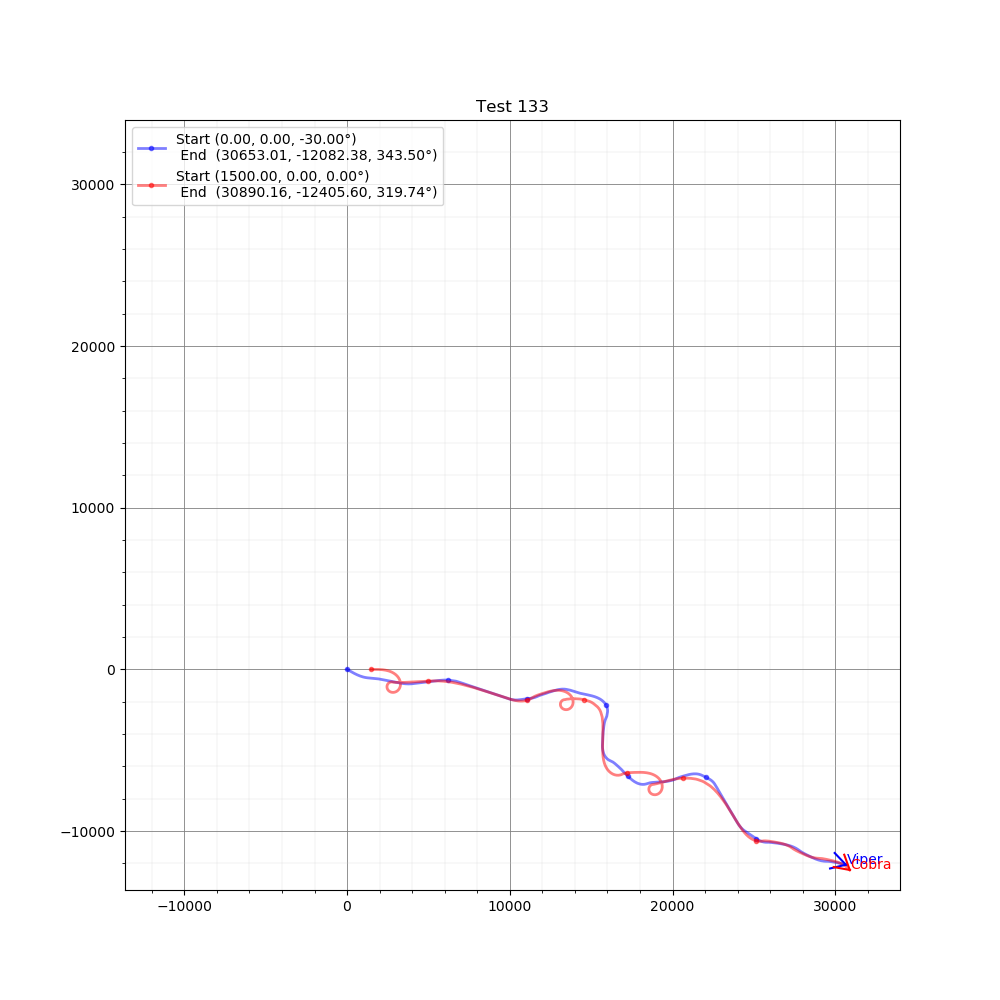 Test 133
Start (0.00, 0.00, -30.00°)
End (30653.01, -12082.38, 343.50°)
Start (1500.00, 0.00, 0.00°)
End (30890.16, -12405.60, 319.74°)
30000
20000
10000
0
−10000
Viper
Cobra
−10000
0
10000
20000
30000